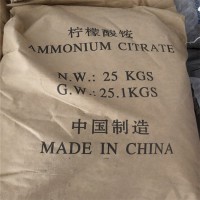 柠檬酸铵
AMMONIUM CITRATE
N.W.: 25 KGS
G.W.: 25.1KGS
中国制造
MADE IN CHINA